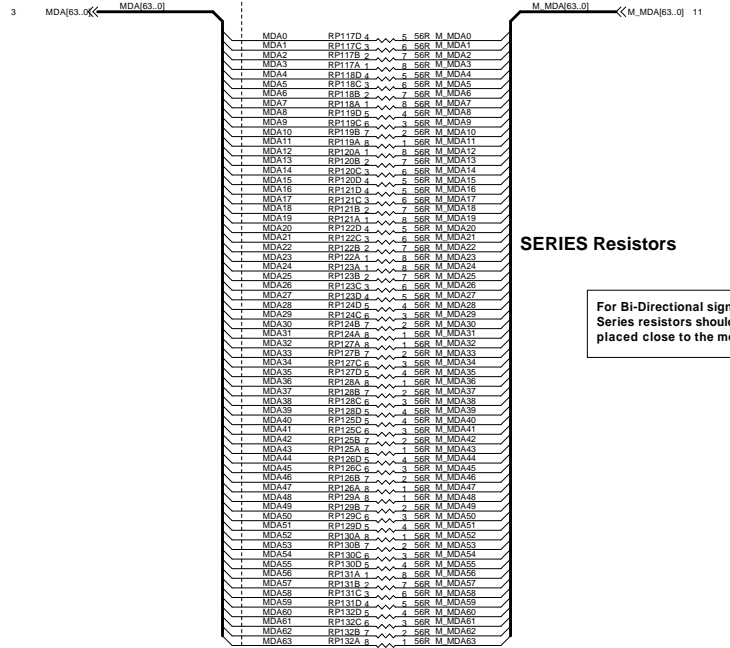 3 MDA[63..0] MDA[63..0] M_MDA[63..0] M_MDA[63..0] 11
MDA0 RP117D 4 5 56R M_MDA0
MDA1 RP117C 3 6 56R M_MDA1
MDA2 RP117B 2 7 56R M_MDA2
MDA3 RP117A 1 8 56R M_MDA3
MDA4 RP118D 4 5 56R M_MDA4
MDA5 RP118C 3 6 56R M_MDA5
MDA6 RP118B 2 7 56R M_MDA6
MDA7 RP118A 1 8 56R M_MDA7
MDA8 RP119D 5 4 56R M_MDA8
MDA9 RP119C 6 3 56R M_MDA9
MDA10 RP119B 7 2 56R M_MDA10
MDA11 RP119A 8 1 56R M_MDA11
MDA12 RP120A 1 8 56R M_MDA12
MDA13 RP120B 2 7 56R M_MDA13
MDA14 RP120C 3 6 56R M_MDA14
MDA15 RP120D 4 5 56R M_MDA15
MDA16 RP121D 4 5 56R M_MDA16
MDA17 RP121C 3 6 56R M_MDA17
MDA18 RP121B 2 7 56R M_MDA18
MDA19 RP121A 1 8 56R M_MDA19
MDA20 RP122D 4 5 56R M_MDA20
MDA21 RP122C 3 6 56R M_MDA21
MDA22 RP122B 2 7 56R M_MDA22
MDA23 RP122A 1 8 56R M_MDA23
MDA24 RP123A 1 8 56R M_MDA24
MDA25 RP123B 2 7 56R M_MDA25
MDA26 RP123C 3 6 56R M_MDA26
MDA27 RP123D 4 5 56R M_MDA27
MDA28 RP124D 5 4 56R M_MDA28
MDA29 RP124C 6 3 56R M_MDA29
MDA30 RP124B 7 2 56R M_MDA30
MDA31 RP124A 8 1 56R M_MDA31
MDA32 RP127A 8 1 56R M_MDA32
MDA33 RP127B 7 2 56R M_MDA33
MDA34 RP127C 6 3 56R M_MDA34
MDA35 RP127D 5 4 56R M_MDA35
MDA36 RP128A 8 1 56R M_MDA36
MDA37 RP128B 7 2 56R M_MDA37
MDA38 RP128C 6 3 56R M_MDA38
MDA39 RP128D 5 4 56R M_MDA39
MDA40 RP125D 5 4 56R M_MDA40
MDA41 RP125C 6 3 56R M_MDA41
MDA42 RP125B 7 2 56R M_MDA42
MDA43 RP125A 8 1 56R M_MDA43
MDA44 RP126D 5 4 56R M_MDA44
MDA45 RP126C 6 3 56R M_MDA45
MDA46 RP126B 7 2 56R M_MDA46
MDA47 RP126A 8 1 56R M_MDA47
MDA48 RP129A 8 1 56R M_MDA48
MDA49 RP129B 7 2 56R M_MDA49
MDA50 RP129C 6 3 56R M_MDA50
MDA51 RP129D 5 4 56R M_MDA51
MDA52 RP130A 8 1 56R M_MDA52
MDA53 RP130B 7 2 56R M_MDA53
MDA54 RP130C 6 3 56R M_MDA54
MDA55 RP130D 5 4 56R M_MDA55
MDA56 RP131A 1 8 56R M_MDA56
MDA57 RP131B 2 7 56R M_MDA57
MDA58 RP131C 3 6 56R M_MDA58
MDA59 RP131D 4 5 56R M_MDA59
MDA60 RP132D 5 4 56R M_MDA60
MDA61 RP132C 6 3 56R M_MDA61
MDA62 RP132B 7 2 56R M_MDA62
MDA63 RP132A 8 1 56R M_MDA63
SERIES Resistors
For Bi-Directional sign
Series resistors shoul
placed close to the m